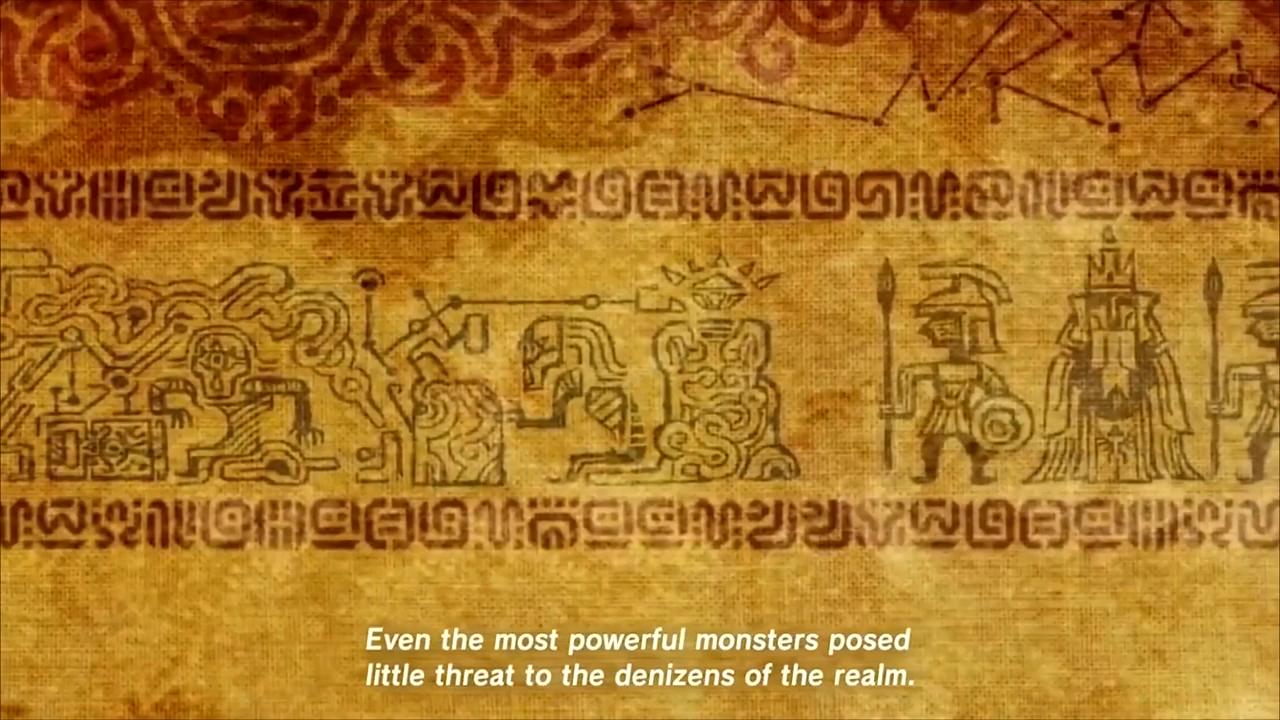 Even the most powerful monsters posed
little threat to the denizens of the realm.